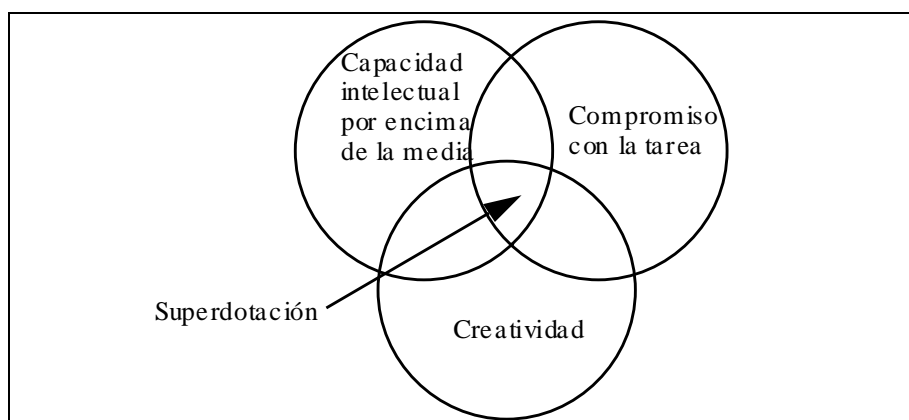 Capacidad
intelectual
por encima
de la media
Compromiso
con la tarea
Superdotación
Creatividad